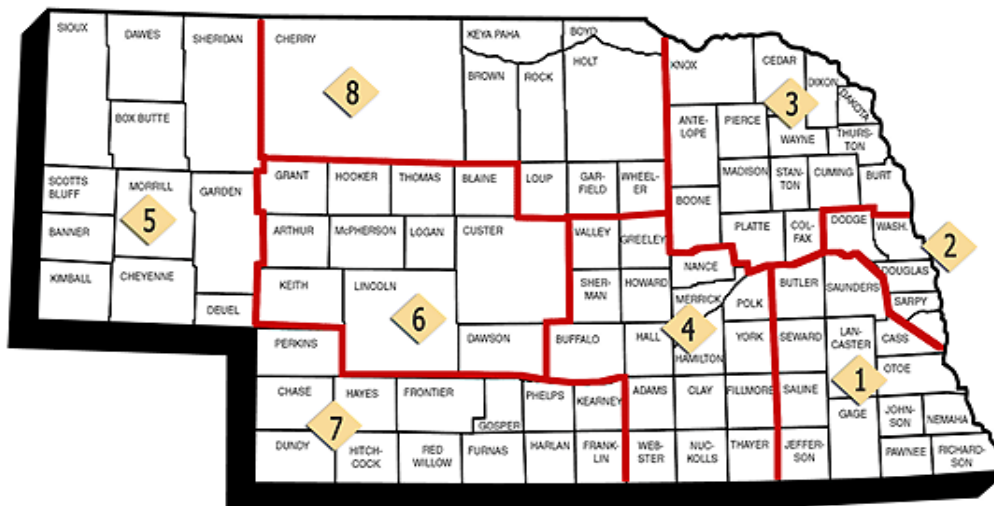 SIOUX
DAWES
SHERIDAN
CHERRY
KEYA PAHA
BOYD
KNOX
CEDAR
DIXON
DAKOTA
BROWN
ROCK
HOLT
8
3
BOX BUTTE
ANTE-
LOPE
PIERCE
WAYNE
THURS-
TON
SCOTTS
BLUFF
MORRILL
GARDEN
GRANT
HOOKER
THOMAS
BLAINE
LOUP
GAR-
FIELD
WHEEL-
ER
BOONE
MADISON
STAN-
TON
CUMING
BURT
5
BANNER
ARTHUR
McPHERSON
LOGAN
CUSTER
VALLEY
GREELEY
PLATTE
COL-
FAX
DODGE
WASH.
2
KIMBALL
CHEYENNE
DEUEL
KEITH
LINCOLN
SHER-
MAN
HOWARD
NANCE
MERRICK
POLK
BUTLER
SAUNDERS
DOUGLAS
SARPY
6
4
PERKINS
DAWSON
BUFFALO
HALL
HAMILTON
YORK
SEWARD
LAN-
CASTER
CASS
OTOE
1
CHASE
HAYES
FRONTIER
GOSPER
PHELPS
KEARNEY
ADAMS
CLAY
FILLMORE
SALINE
GAGE
JOHN-
SON
NEMAHA
7
DUNDY
HITCH-
COCK
RED
WILLOW
FURNAS
HARLAN
FRANK-
LIN
WEB-
STER
NUC-
KOLLS
THAYER
JEFFER-
SON
PAWNEE
RICHARD-
SON